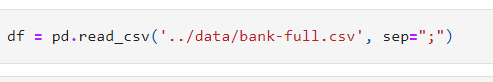 df = pd.read_csv('../data/bank-full.csv', sep=";")